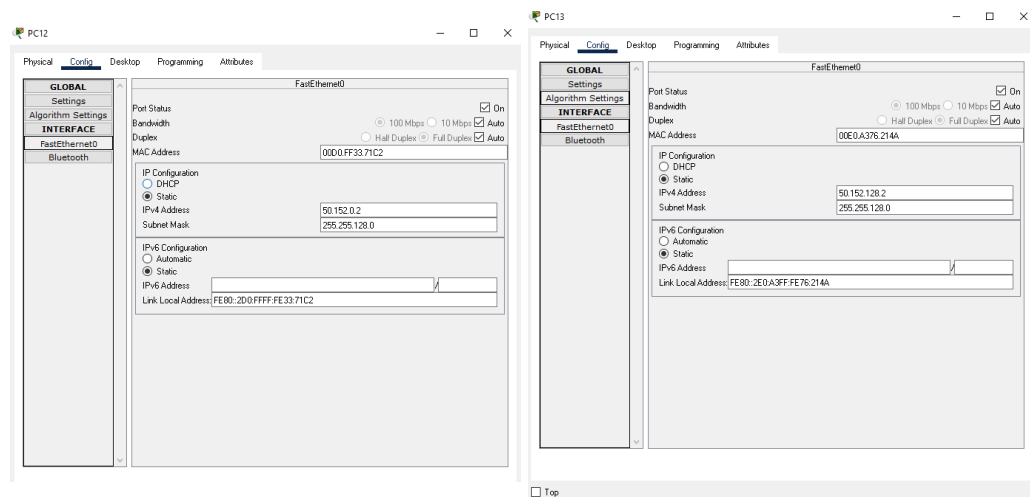 PC12
Physical Config Desktop Programming Attributes
GLOBAL
Settings
Algorithm Settings
INTERFACE
FastEthernet0
Bluetooth
FastEthernet0
Port Status On
Bandwidth 100 Mbps 10 Mbps Auto
Duplex Half Duplex Full Duplex Auto
MAC Address 00D0.FF33.71C2
IP Configuration
DHCP
Static
IPv4 Address 50.152.0.2
Subnet Mask 255.255.128.0
IPv6 Configuration
Automatic
Static
IPv6 Address /
Link Local Address: FE80::2D0:FFFF:FE33:71C2
PC13
Physical Config Desktop Programming Attributes
GLOBAL
Settings
Algorithm Settings
INTERFACE
FastEthernet0
Bluetooth
FastEthernet0
Port Status On
Bandwidth 100 Mbps 10 Mbps Auto
Duplex Half Duplex Full Duplex Auto
MAC Address 00E0.A376.214A
IP Configuration
DHCP
Static
IPv4 Address 50.152.128.2
Subnet Mask 255.255.128.0
IPv6 Configuration
Automatic
Static
IPv6 Address /
Link Local Address: FE80::2E0:A3FF:FE76:214A
Top